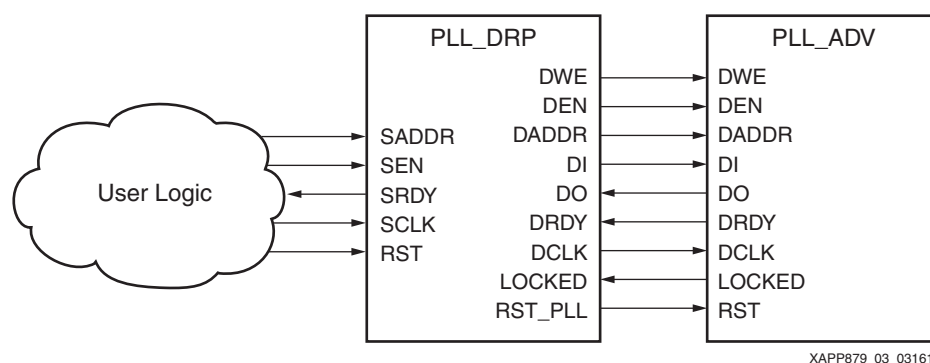 PLL_DRP
PLL_ADV
User Logic
SADDR
SEN
SRDY
SCLK
RST
DWE
DEN
DADDR
DI
DO
DRDY
DCLK
LOCKED
RST_PLL
DWE
DEN
DADDR
DI
DO
DRDY
DCLK
LOCKED
RST
XAPP879_03_03161